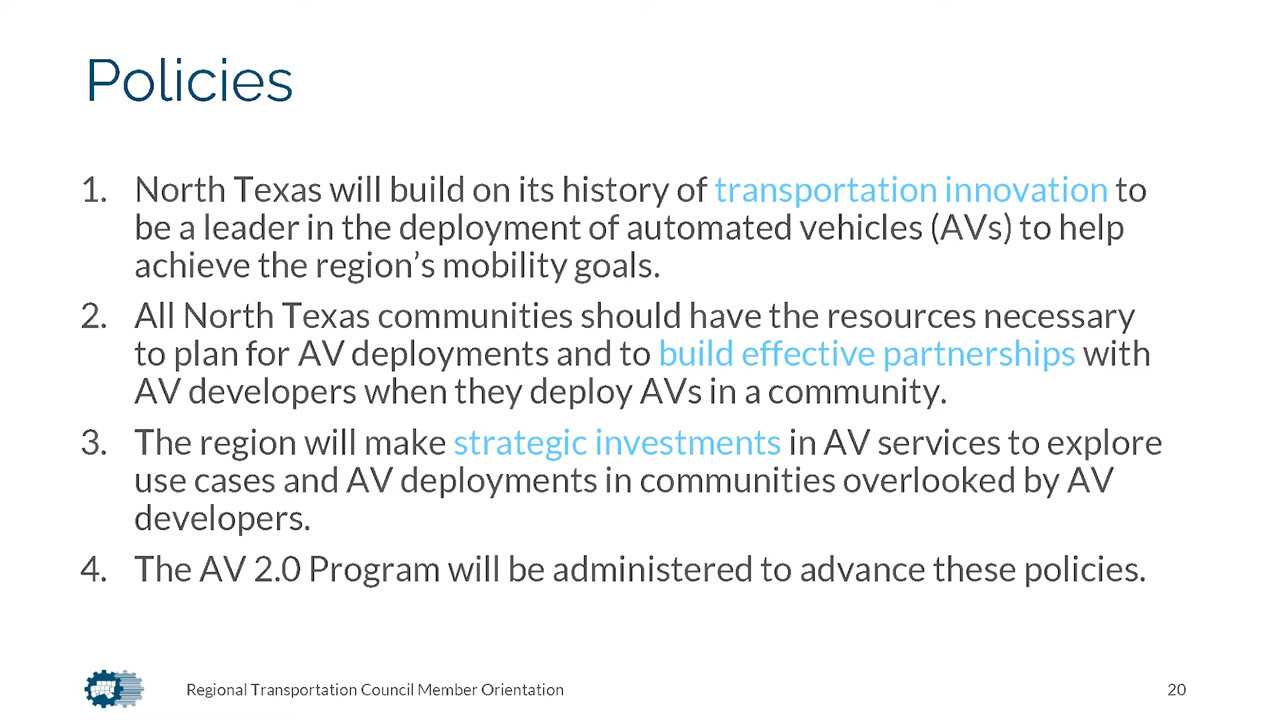 Policies
1. North Texas will build on its history of transportation innovation to
be a leader in the deployment of automated vehicles (AVs) to help
achieve the region’s mobility goals.
2. All North Texas communities should have the resources necessary
to plan for AV deployments and to build effective partnerships with
AV developers when they deploy AVs in a community.
3. The region will make strategic investments in AV services to explore
use cases and AV deployments in communities overlooked by AV
developers.
4. The AV 2.0 Program will be administered to advance these policies.
Regional Transportation Council Member Orientation
20